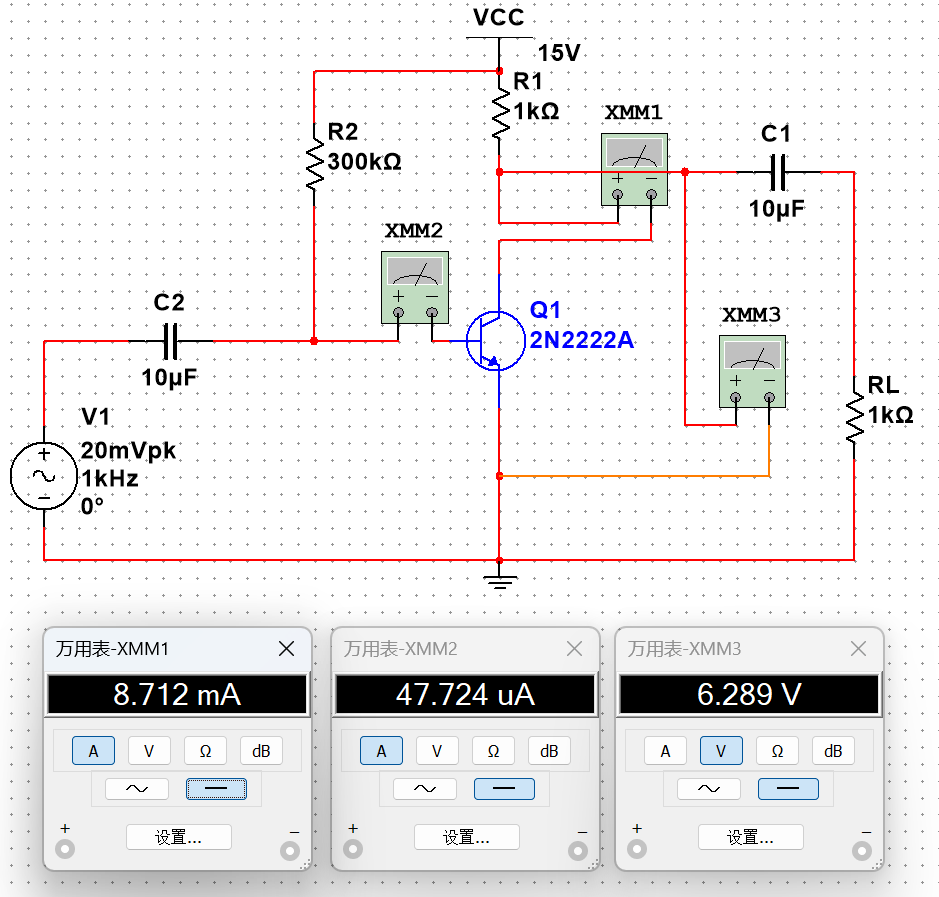 VCC
15V
R1
1kΩ
XMM1
C1
10µF
R2
300kΩ
XMM2
C2
10µF
Q1
2N2222A
XMM3
RL
1kΩ
V1
20mVpk
1kHz
0°
万用表-XMM1
8.712 mA
A V Ω dB
设置...
+ −
万用表-XMM2
47.724 uA
A V Ω dB
设置...
+ −
万用表-XMM3
6.289 V
A V Ω dB
设置...
+ −